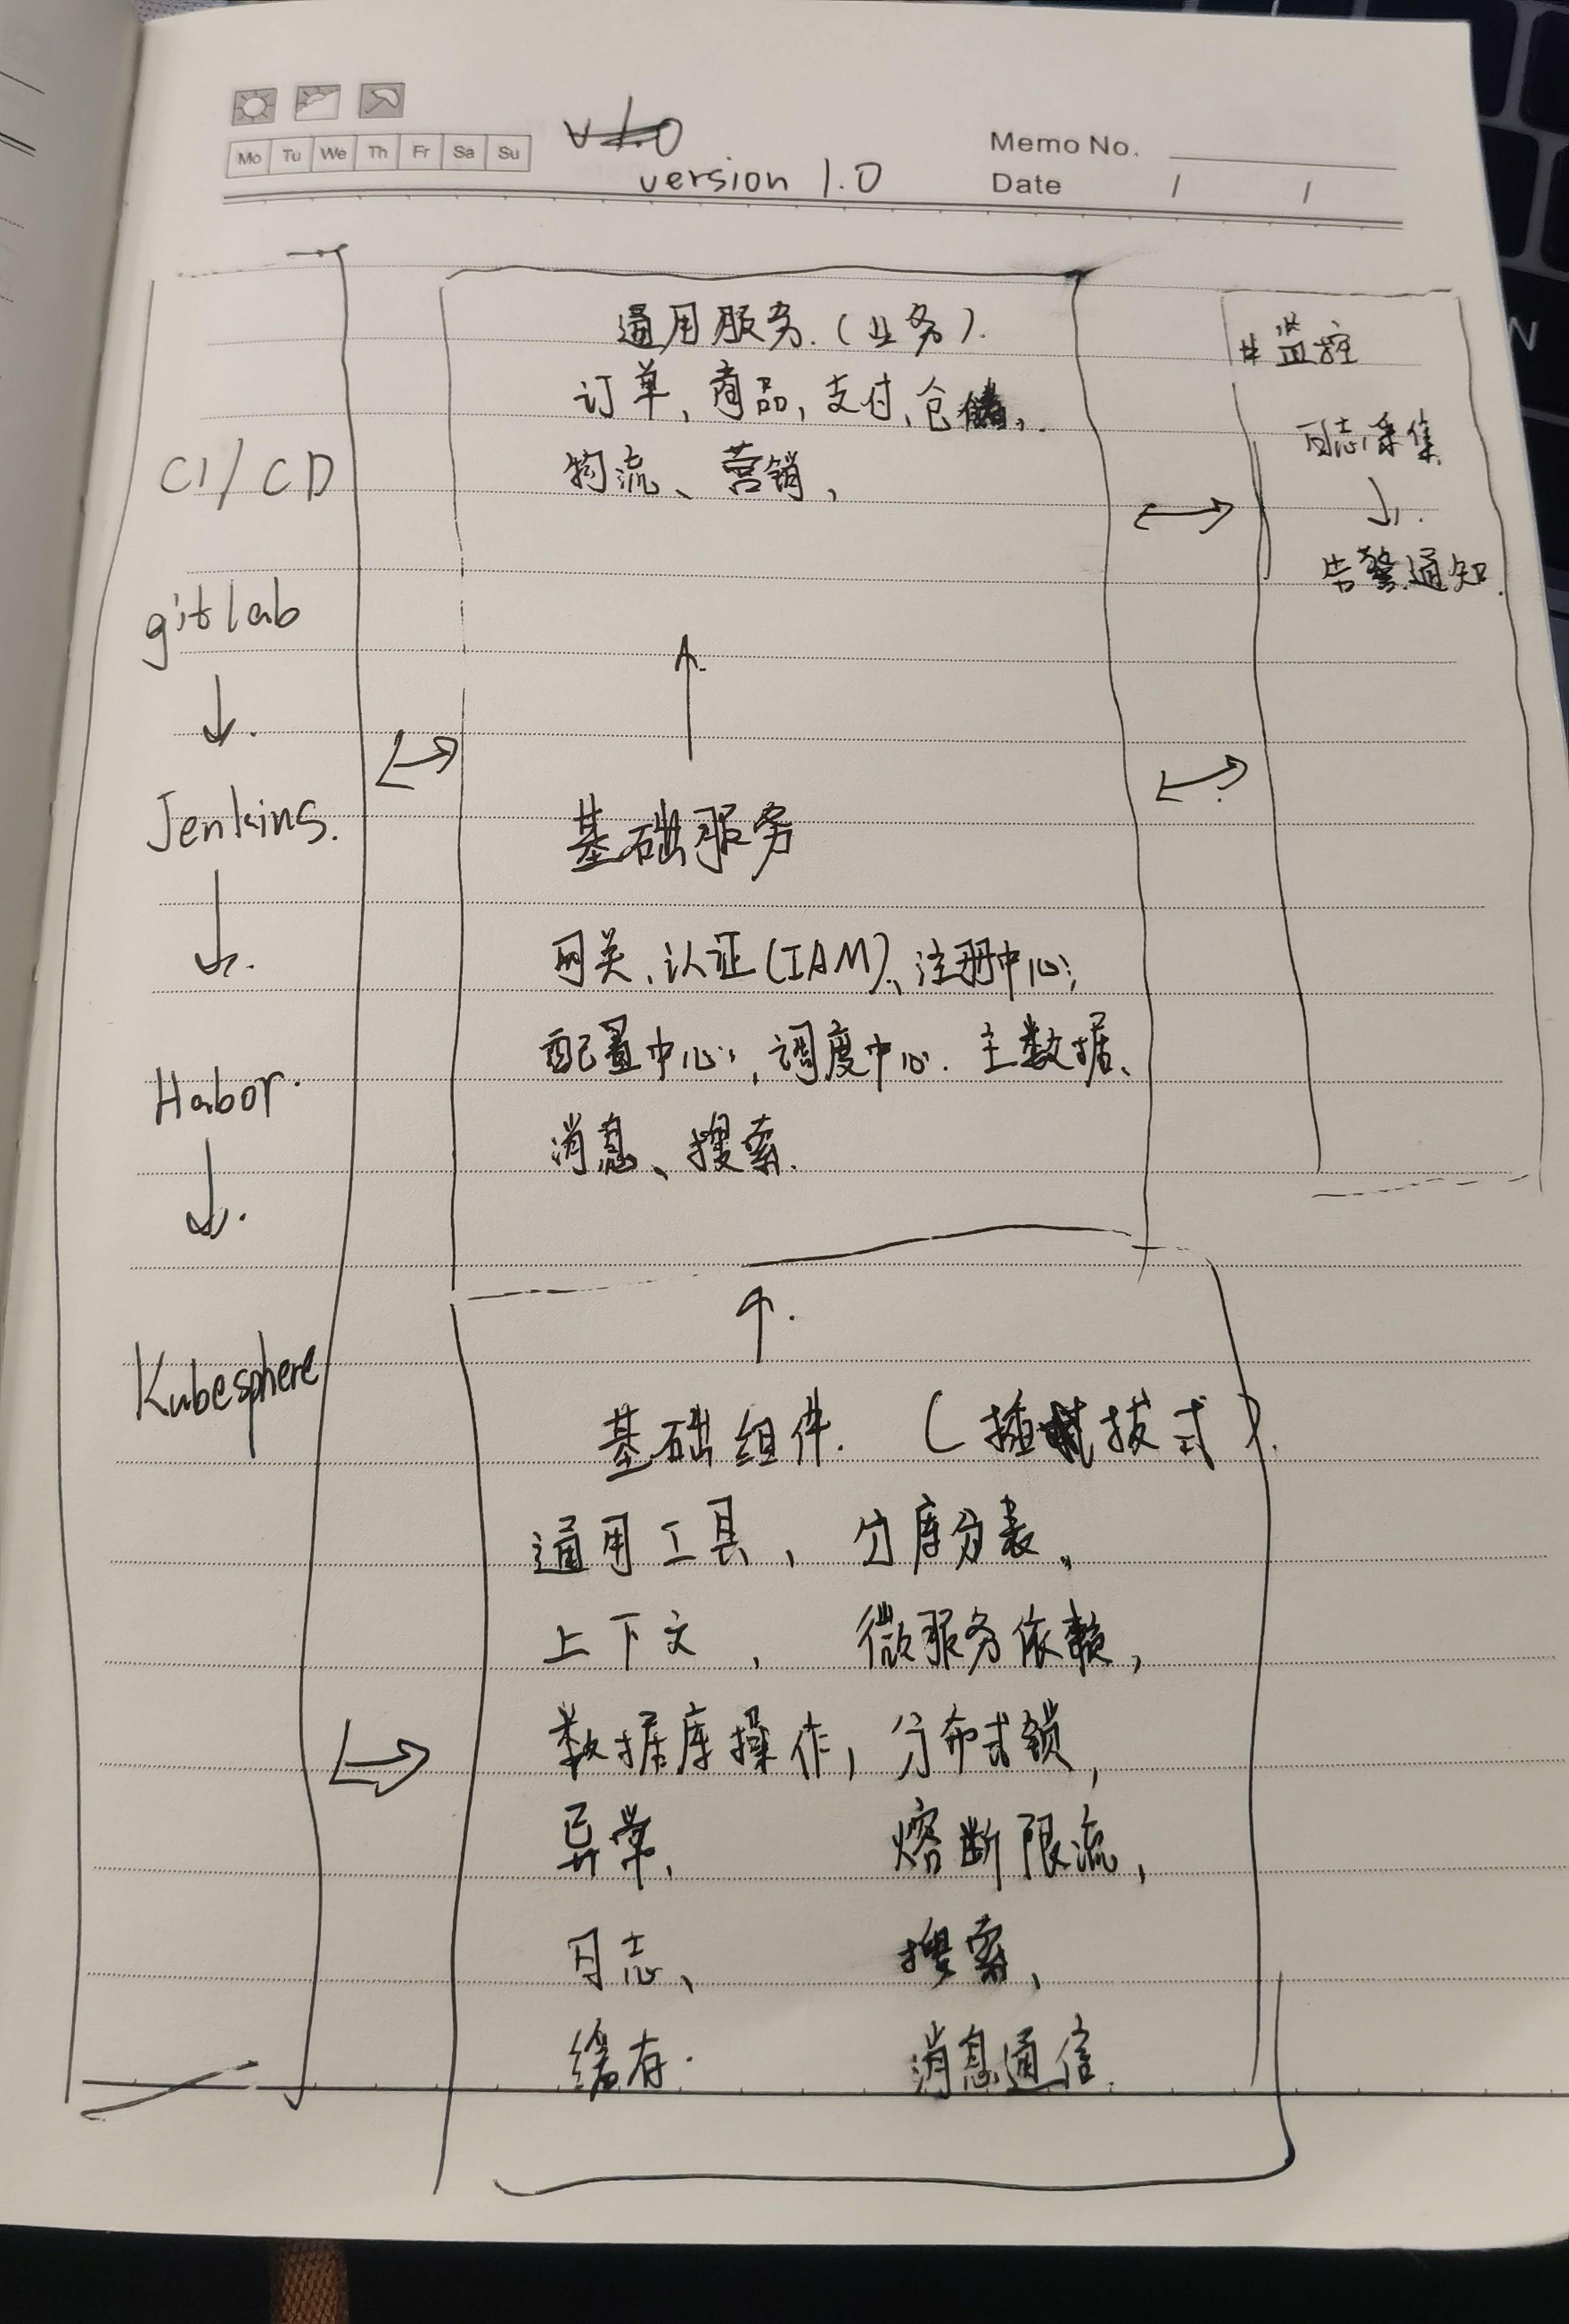 Mo Tu We Th Fr Sa Su
Memo No.
version 1.0
Date / /
CI/CD
gitlab
Jenkins.
Habor.
Kubesphere
通用服务.(业务).
订单,商品,支付、仓储,.
物流、营销,
基础服务
网关、认证(IAM)、注册中心;
配置中心,调度中心.主数据、
消息、搜索.
基础组件.(插拔式).
通用工具、分库分表,
上下文,微服务依赖,
数据库操作,分布式锁,
异常,熔断限流,
日志、搜索,
缓存.消息通信.
监控
日志采集
告警通知.